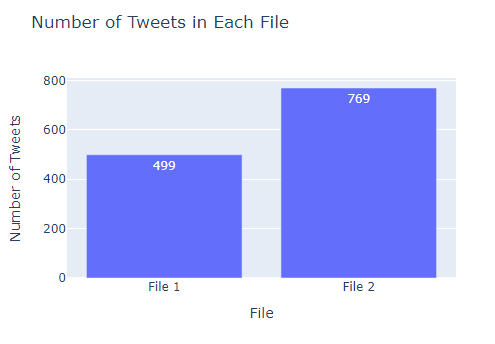 Number of Tweets in Each File
Number of Tweets
800
600
400
200
0
499
769
File 1
File 2
File